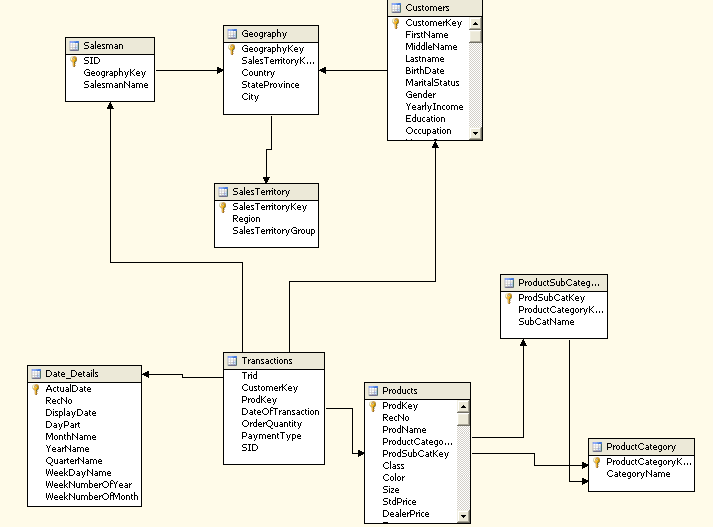 Customers
CustomerKey
FirstName
MiddleName
Lastname
BirthDate
MaritalStatus
Gender
YearlyIncome
Education
Occupation
Geography
GeographyKey
SalesTerritoryK...
Country
StateProvince
City
Salesman
SID
GeographyKey
SalesmanName
SalesTerritory
SalesTerritoryKey
Region
SalesTerritoryGroup
ProductSubCateg...
ProdSubCatKey
ProductCategoryK...
SubCatName
Transactions
Trid
CustomerKey
ProdKey
DateOfTransaction
OrderQuantity
PaymentType
SID
Date_Details
ActualDate
RecNo
DisplayDate
DayPart
MonthName
YearName
QuarterName
WeekDayName
WeekNumberOfYear
WeekNumberOfMonth
Products
ProdKey
RecNo
ProdName
ProductCatego...
ProdSubCatKey
Class
Color
Size
StdPrice
DealerPrice
ProductCategory
ProductCategoryK...
CategoryName